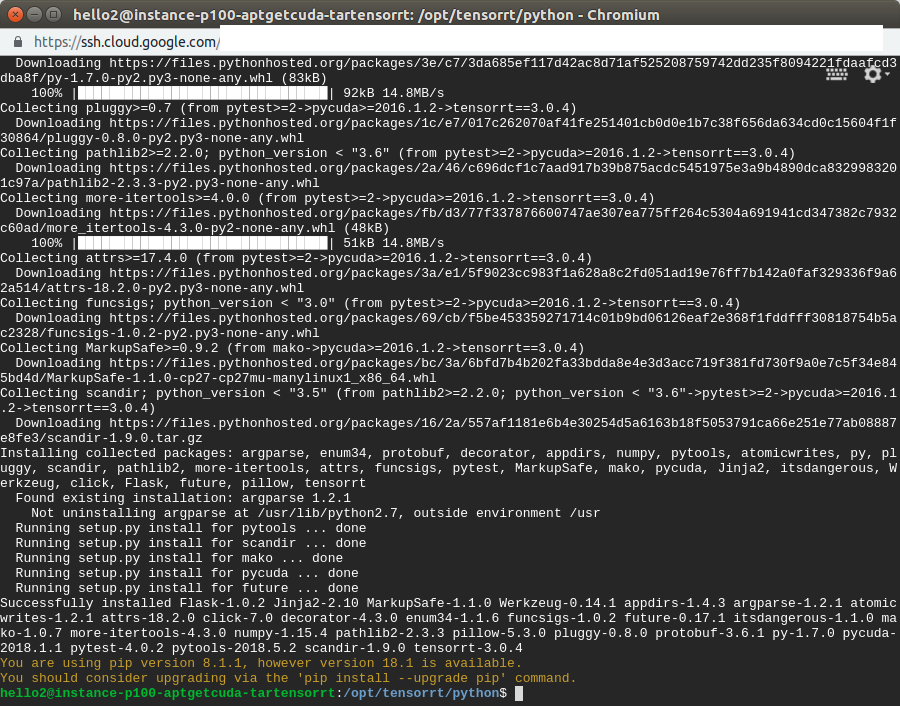 hello2@instance-p100-aptgetcuda-tartensorrt: /opt/tensorrt/python - Chromium
https://ssh.cloud.google.com/
  Downloading https://files.pythonhosted.org/packages/3e/c7/3da685ef117d42ac8d71af525208759742dd235f8094221fdaafcd3
dba8f/py-1.7.0-py2.py3-none-any.whl (83kB)
    100% |████████████████████████████████| 92kB 14.8MB/s
Collecting pluggy>=0.7 (from pytest>=2->pycuda>=2016.1.2->tensorrt==3.0.4)
  Downloading https://files.pythonhosted.org/packages/1c/e7/017c262070af41fe251401cb0d0e1b7c38f656da634cd0c15604f1f
30864/pluggy-0.8.0-py2.py3-none-any.whl
Collecting pathlib2>=2.2.0; python_version < "3.6" (from pytest>=2->pycuda>=2016.1.2->tensorrt==3.0.4)
  Downloading https://files.pythonhosted.org/packages/2a/46/c696dcf1c7aad917b39b875acdc5451975e3a9b4890dca832998320
1c97a/pathlib2-2.3.3-py2.py3-none-any.whl
Collecting more-itertools>=4.0.0 (from pytest>=2->pycuda>=2016.1.2->tensorrt==3.0.4)
  Downloading https://files.pythonhosted.org/packages/fb/d3/77f337876600747ae307ea775ff264c5304a691941cd347382c7932
c60ad/more_itertools-4.3.0-py2-none-any.whl (48kB)
    100% |████████████████████████████████| 51kB 14.8MB/s
Collecting attrs>=17.4.0 (from pytest>=2->pycuda>=2016.1.2->tensorrt==3.0.4)
  Downloading https://files.pythonhosted.org/packages/3a/e1/5f9023cc983f1a628a8c2fd051ad19e76ff7b142a0faf329336f9a6
2a514/attrs-18.2.0-py2.py3-none-any.whl
Collecting funcsigs; python_version < "3.0" (from pytest>=2->pycuda>=2016.1.2->tensorrt==3.0.4)
  Downloading https://files.pythonhosted.org/packages/69/cb/f5be453359271714c01b9bd06126eaf2e368f1fddfff30818754b5a
c2328/funcsigs-1.0.2-py2.py3-none-any.whl
Collecting MarkupSafe>=0.9.2 (from mako->pycuda>=2016.1.2->tensorrt==3.0.4)
  Downloading https://files.pythonhosted.org/packages/bc/3a/6bfd7b4b202fa33bdda8e4e3d3acc719f381fd730f9a0e7c5f34e84
5bd4d/MarkupSafe-1.1.0-cp27-cp27mu-manylinux1_x86_64.whl
Collecting scandir; python_version < "3.5" (from pathlib2>=2.2.0; python_version < "3.6"->pytest>=2->pycuda>=2016.1
.2->tensorrt==3.0.4)
  Downloading https://files.pythonhosted.org/packages/16/2a/557af1181e6b4e30254d5a6163b18f5053791ca66e251e77ab08887
e8fe3/scandir-1.9.0.tar.gz
Installing collected packages: argparse, enum34, protobuf, decorator, appdirs, numpy, pytools, atomicwrites, py, pl
uggy, scandir, pathlib2, more-itertools, attrs, funcsigs, pytest, MarkupSafe, mako, pycuda, Jinja2, itsdangerous, W
erkzeug, click, Flask, future, pillow, tensorrt
  Found existing installation: argparse 1.2.1
    Not uninstalling argparse at /usr/lib/python2.7, outside environment /usr
  Running setup.py install for pytools ... done
  Running setup.py install for scandir ... done
  Running setup.py install for mako ... done
  Running setup.py install for pycuda ... done
  Running setup.py install for future ... done
Successfully installed Flask-1.0.2 Jinja2-2.10 MarkupSafe-1.1.0 Werkzeug-0.14.1 appdirs-1.4.3 argparse-1.2.1 atomic
writes-1.2.1 attrs-18.2.0 click-7.0 decorator-4.3.0 enum34-1.1.6 funcsigs-1.0.2 future-0.17.1 itsdangerous-1.1.0 ma
ko-1.0.7 more-itertools-4.3.0 numpy-1.15.4 pathlib2-2.3.3 pillow-5.3.0 pluggy-0.8.0 protobuf-3.6.1 py-1.7.0 pycuda-
2018.1.1 pytest-4.0.2 pytools-2018.5.2 scandir-1.9.0 tensorrt-3.0.4
You are using pip version 8.1.1, however version 18.1 is available.
You should consider upgrading via the 'pip install --upgrade pip' command.
hello2@instance-p100-aptgetcuda-tartensorrt:/opt/tensorrt/python$